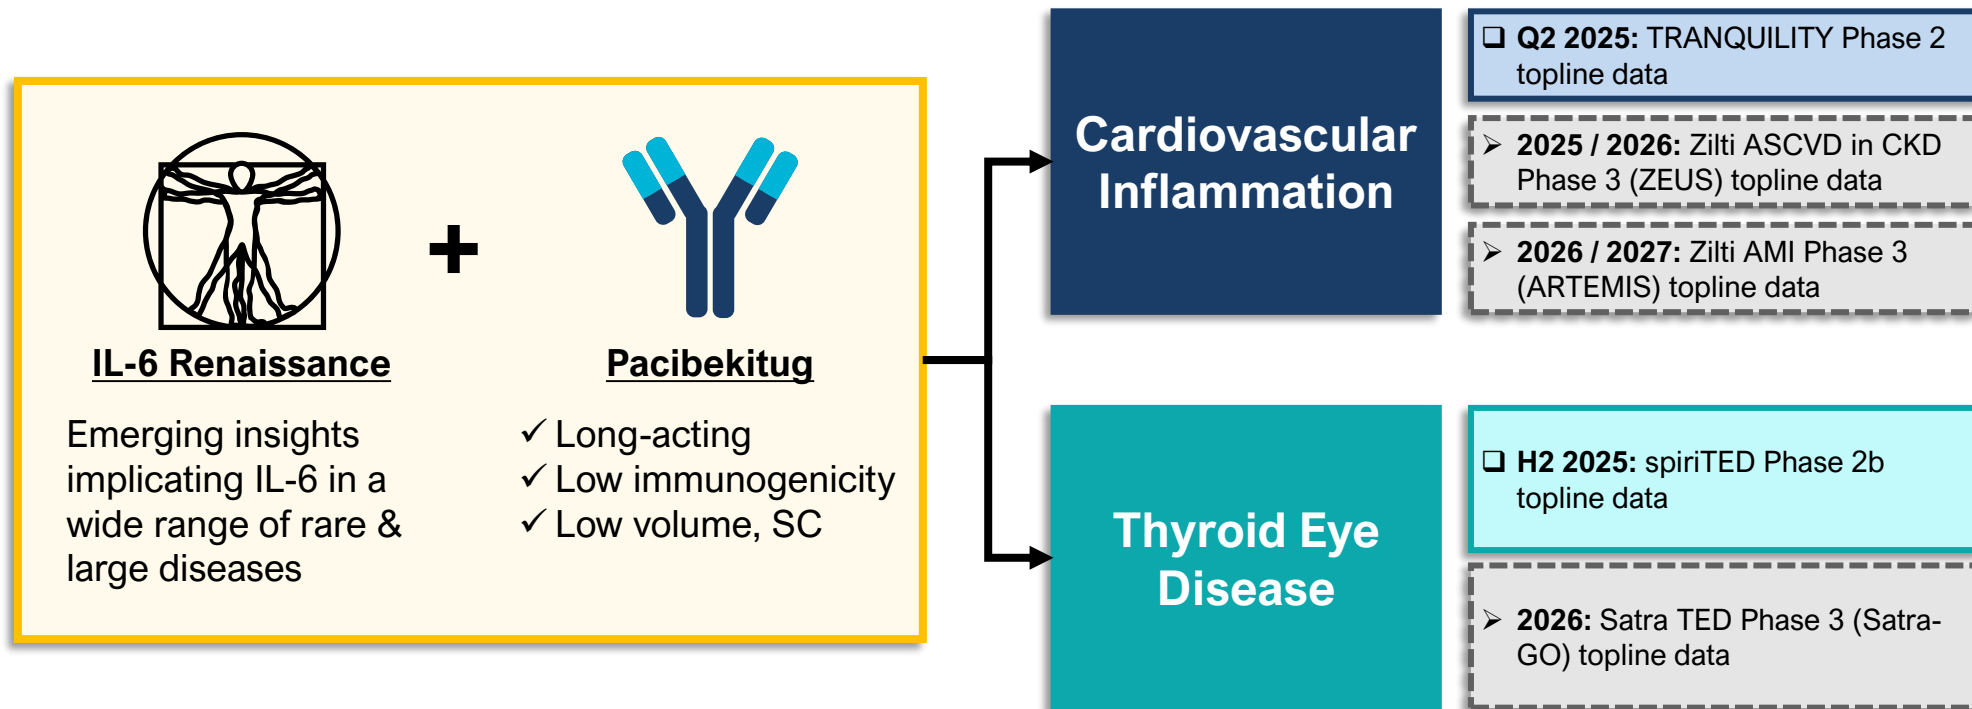 IL-6 Renaissance
Emerging insights
implicating IL-6 in a
wide range of rare &
large diseases
+
Pacibekitug
✓ Long-acting
✓ Low immunogenicity
✓ Low volume, SC
Cardiovascular
Inflammation
❑ Q2 2025: TRANQUILITY Phase 2
topline data
➢ 2025 / 2026: Zilti ASCVD in CKD
Phase 3 (ZEUS) topline data
➢ 2026 / 2027: Zilti AMI Phase 3
(ARTEMIS) topline data
Thyroid Eye
Disease
❑ H2 2025: spiriTED Phase 2b
topline data
➢ 2026: Satra TED Phase 3 (Satra-
GO) topline data